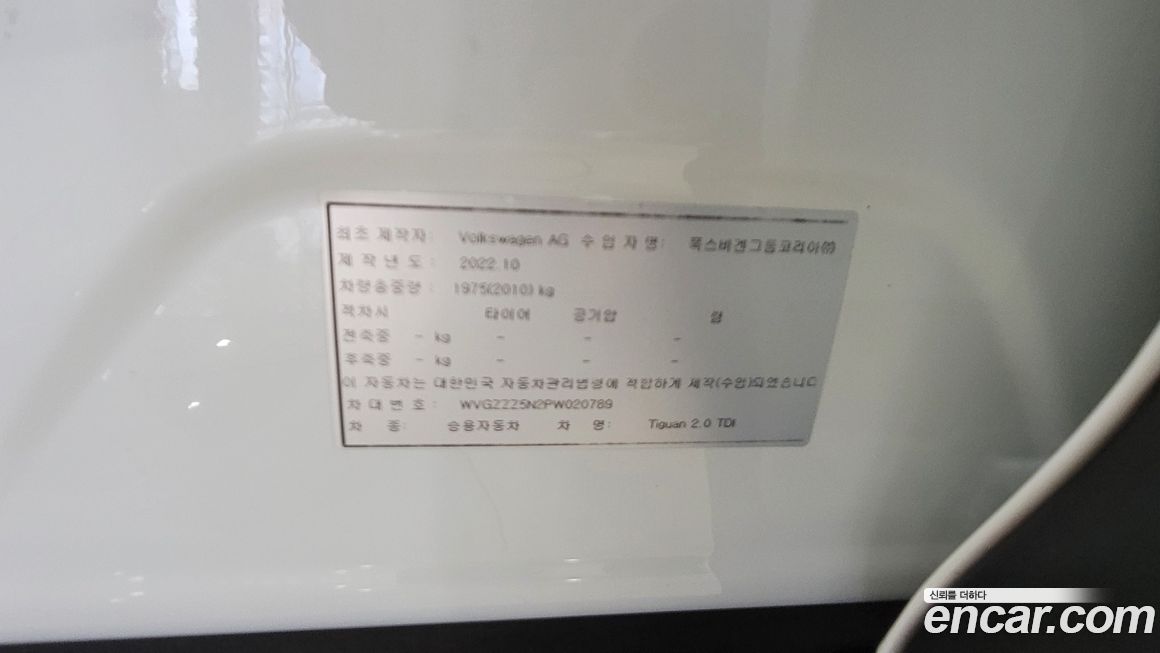 최초 제작자: Volkswagen AG 수 입 자 명: 폭스바겐그룹코리아㈜
제 작 년 도 : 2022.10
차량총중량 : 1975(2010) kg
적차시 타이어 공기압 림
전축중 - kg - - -
후축중 - kg - - -
이 자동차는 대한민국 자동차관리법령에 적합하게 제작(수입)되었습니다
차 대 번 호 : WVGZZZ5N2PW020789
차 종: 승용자동차 차 명: Tiguan 2.0 TDI
신뢰를 더하다
encar.com